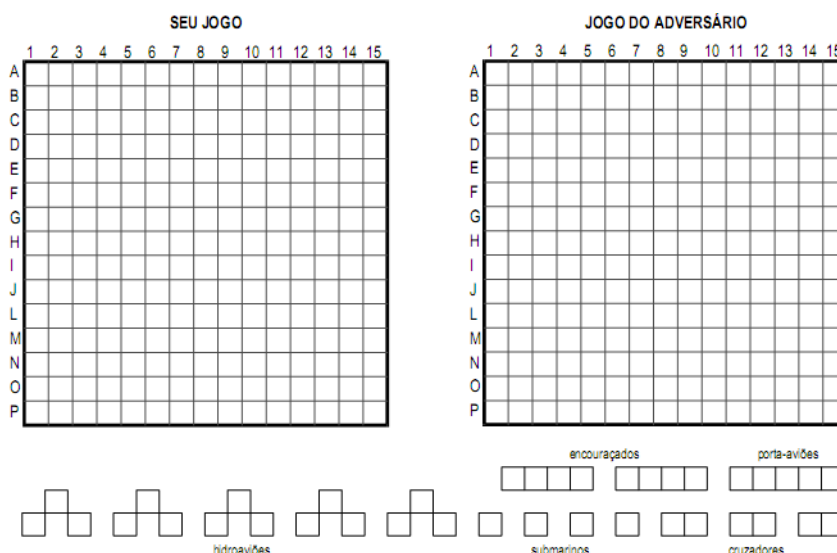 SEU JOGO JOGO DO ADVERSÁRIO
1 2 3 4 5 6 7 8 9 10 11 12 13 14 15 1 2 3 4 5 6 7 8 9 10 11 12 13 14 15
A A
B B
C C
D D
E E
F F
G G
H H
I I
J J
L L
M M
N N
O O
P P
encouraçados porta-aviões
hidroaviões submarinos cruzadores